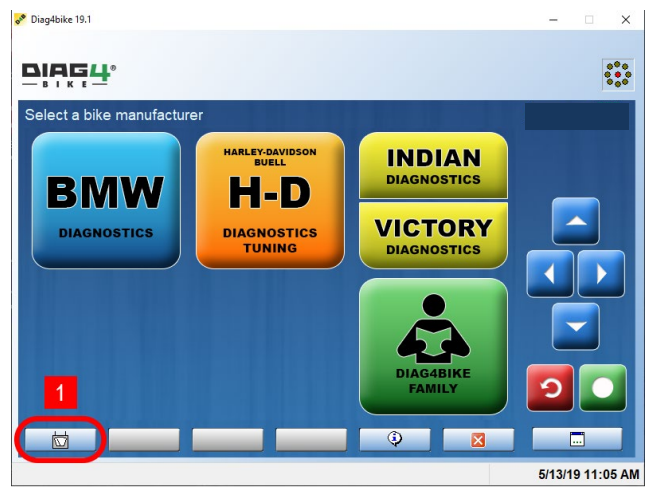 Diag4bike 19.1
DIAG4®
BIKE
Select a bike manufacturer
BMW
DIAGNOSTICS
HARLEY-DAVIDSON
BUELL
H-D
DIAGNOSTICS
TUNING
INDIAN
DIAGNOSTICS
VICTORY
DIAGNOSTICS
DIAG4BIKE
FAMILY
1
...
5/13/19 11:05 AM